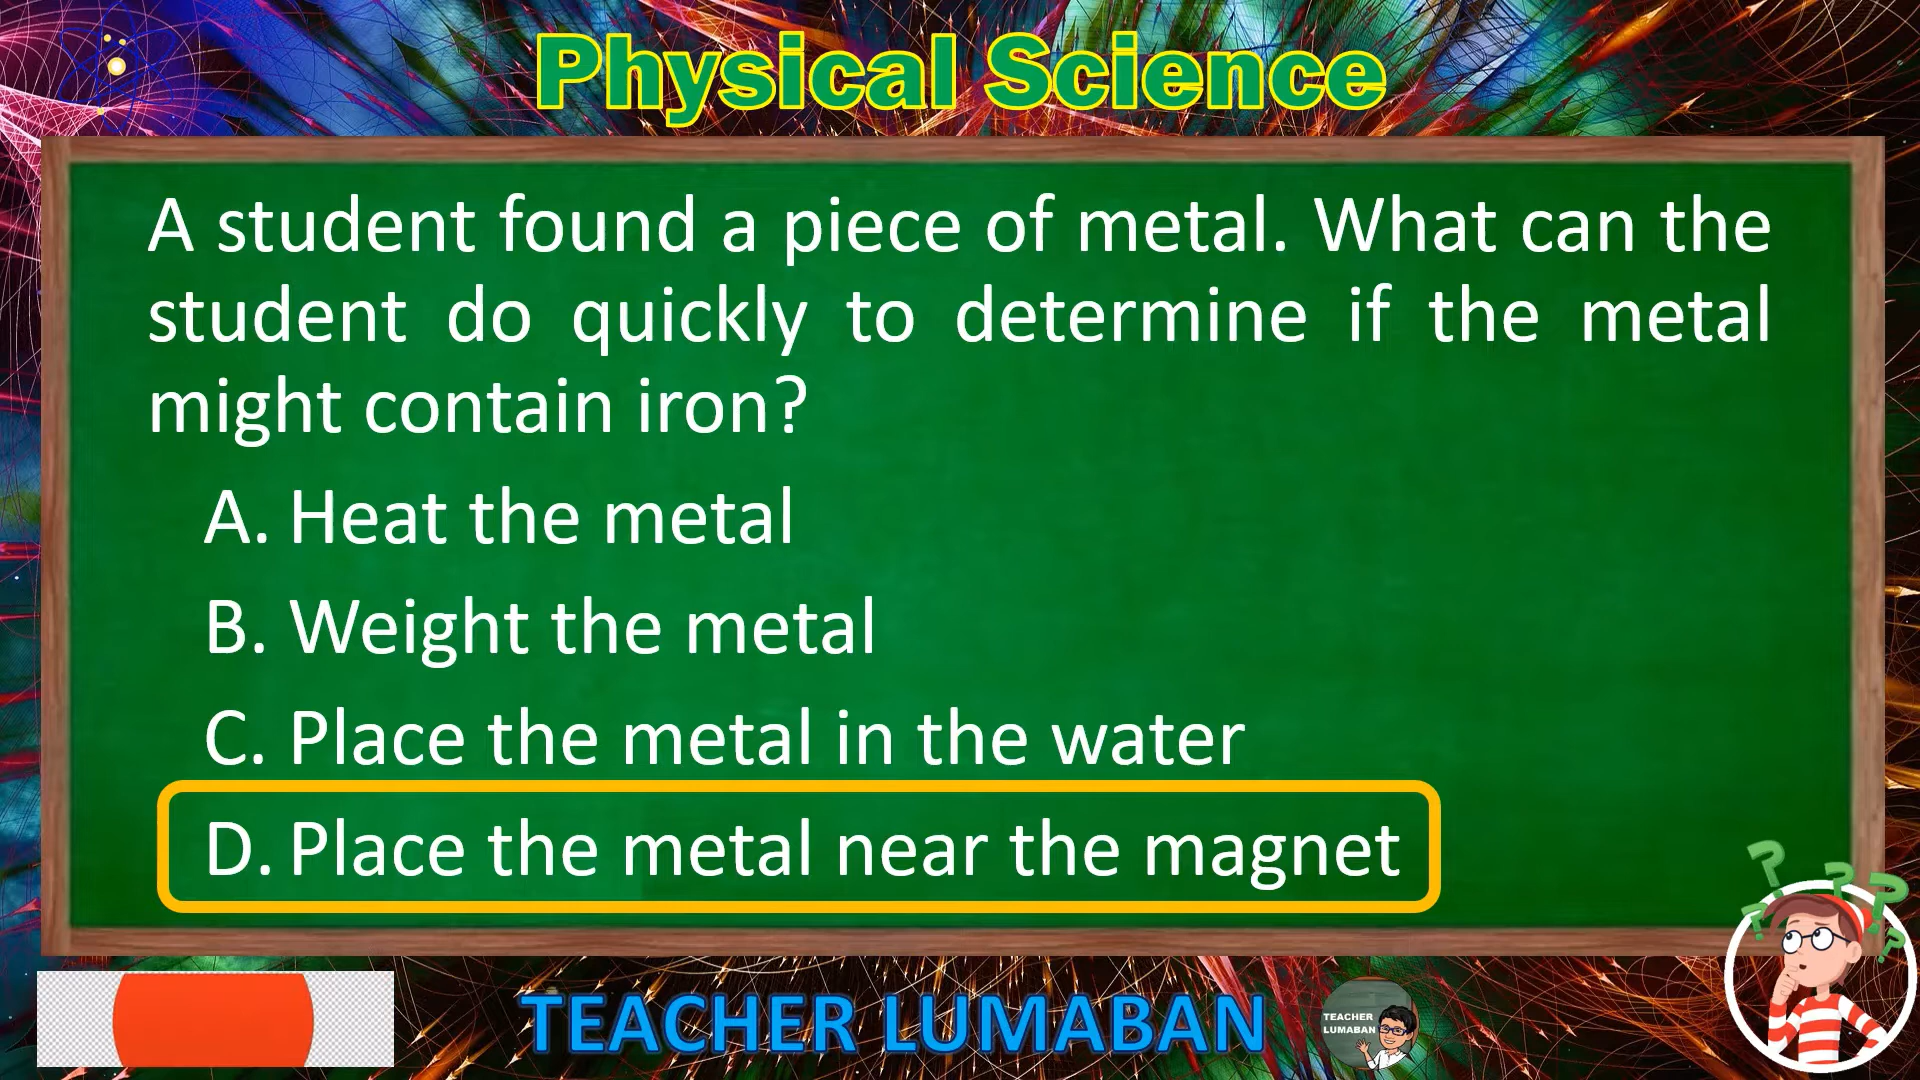 Physical Science
A student found a piece of metal. What can the
student do quickly to determine if the metal
might contain iron?
A. Heat the metal
B. Weight the metal
C. Place the metal in the water
D. Place the metal near the magnet
TEACHER LUMABAN
TEACHER
LUMABAN